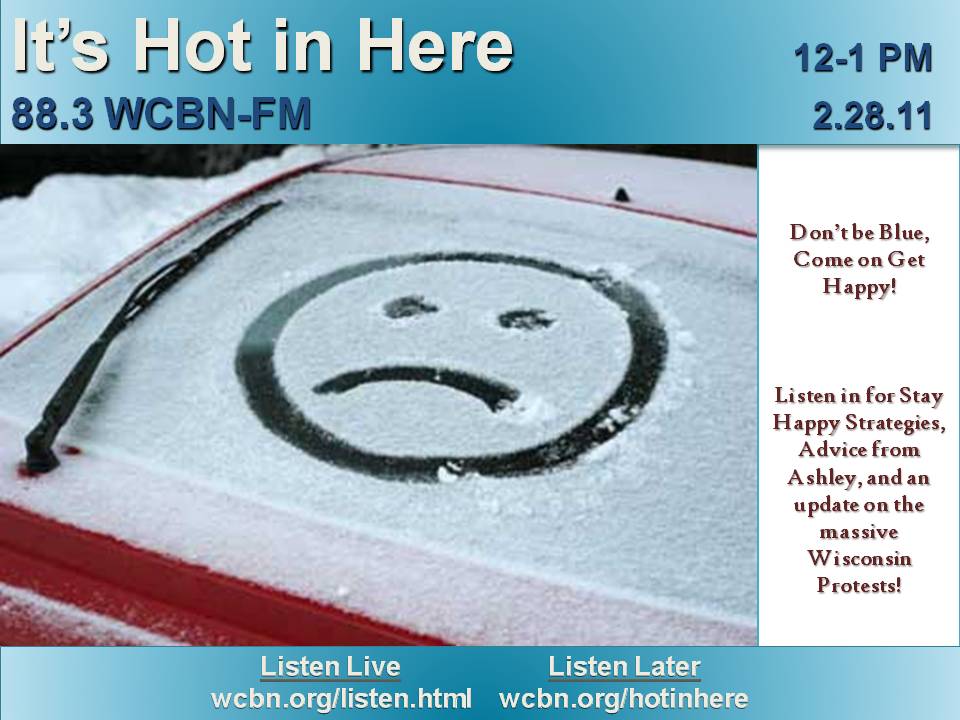 It's Hot in Here
12-1 PM
88.3 WCBN-FM
2.28.11
Don't be Blue,
Come on Get
Happy!
Listen in for Stay
Happy Strategies,
Advice from
Ashley, and an
update on the
massive
Wisconsin
Protests!
Listen Live
wcbn.org/listen.html
Listen Later
wcbn.org/hotinhere